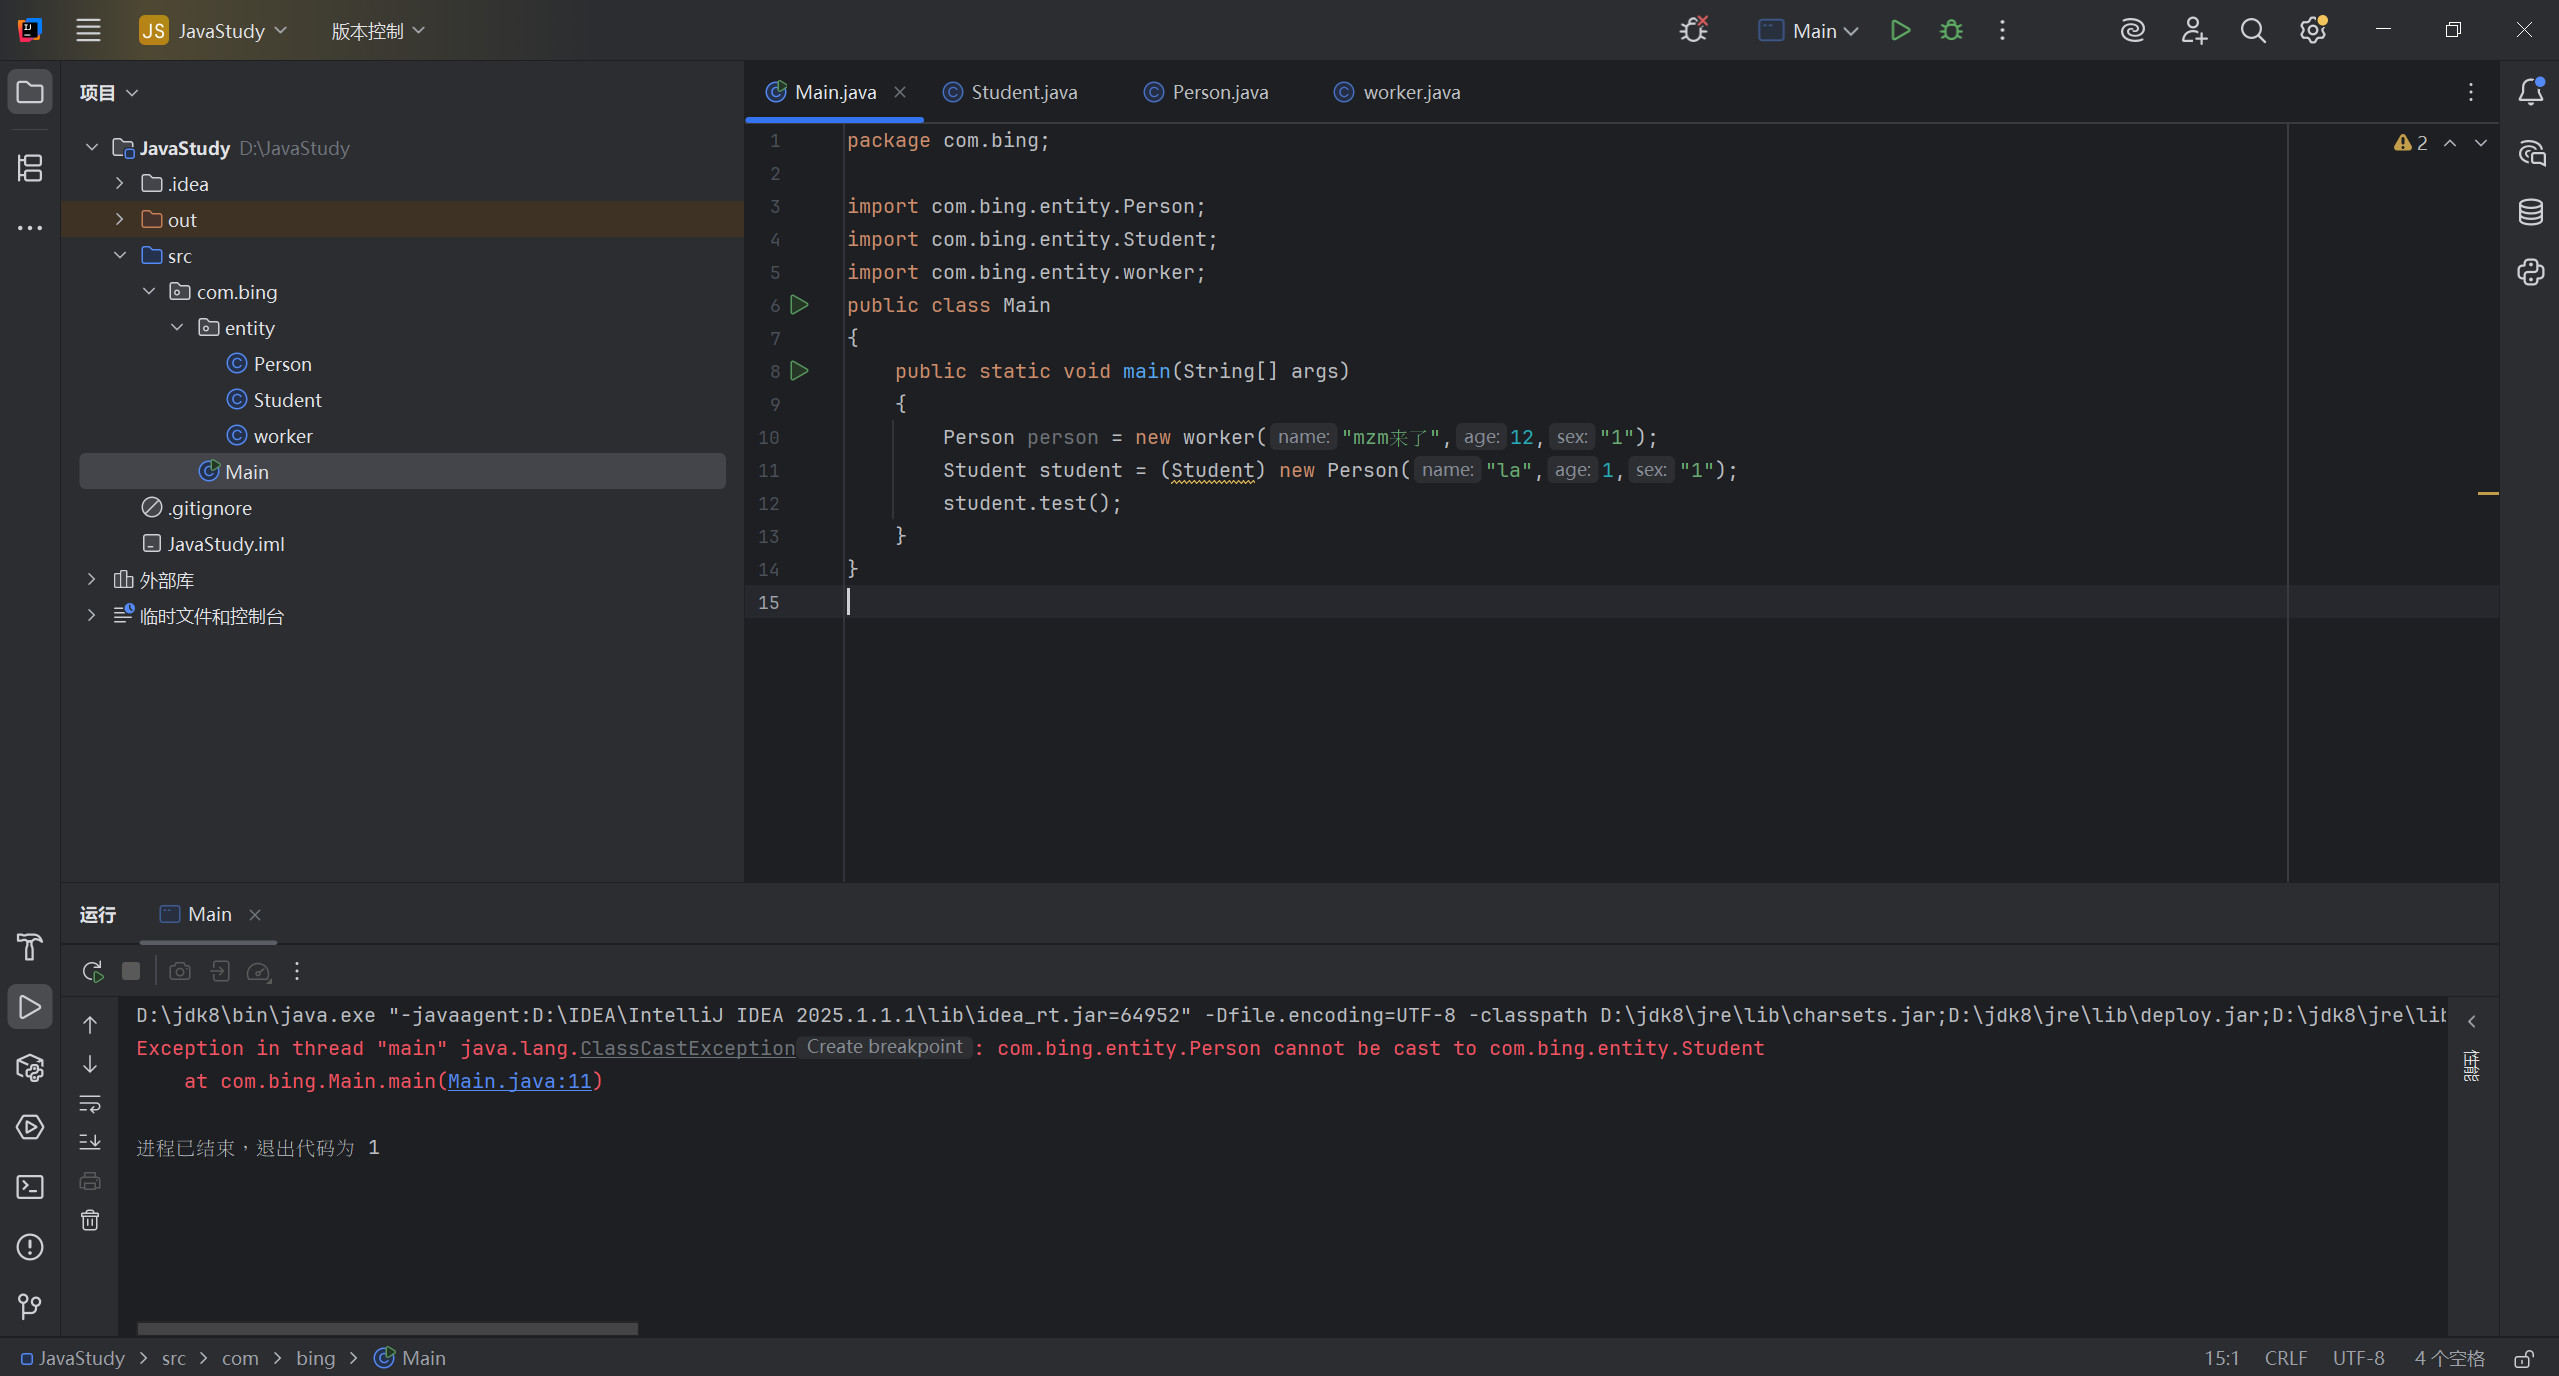 JS JavaStudy 版本控制 Main
项目
Main.java Student.java Person.java worker.java
JavaStudy D:\JavaStudy
.idea
out
src
com.bing
entity
Person
Student
worker
Main
.gitignore
JavaStudy.iml
外部库
临时文件和控制台
2
1 package com.bing;
2
3 import com.bing.entity.Person;
4 import com.bing.entity.Student;
5 import com.bing.entity.worker;
6 public class Main
7 {
8 public static void main(String[] args)
9 {
10 Person person = new worker( name: "mzm来了", age: 12, sex: "1");
11 Student student = (Student) new Person( name: "la", age: 1, sex: "1");
12 student.test();
13 }
14 }
15
运行 Main
D:\jdk8\bin\java.exe "-javaagent:D:\IDEA\IntelliJ IDEA 2025.1.1.1\lib\idea_rt.jar=64952" -Dfile.encoding=UTF-8 -classpath D:\jdk8\jre\lib\charsets.jar;D:\jdk8\jre\lib\deploy.jar;D:\jdk8\jre\lib
Exception in thread "main" java.lang.ClassCastException Create breakpoint : com.bing.entity.Person cannot be cast to com.bing.entity.Student
at com.bing.Main.main(Main.java:11)
进程已结束，退出代码为 1
性能
JavaStudy > src > com > bing > Main
15:1 CRLF UTF-8 4 个空格